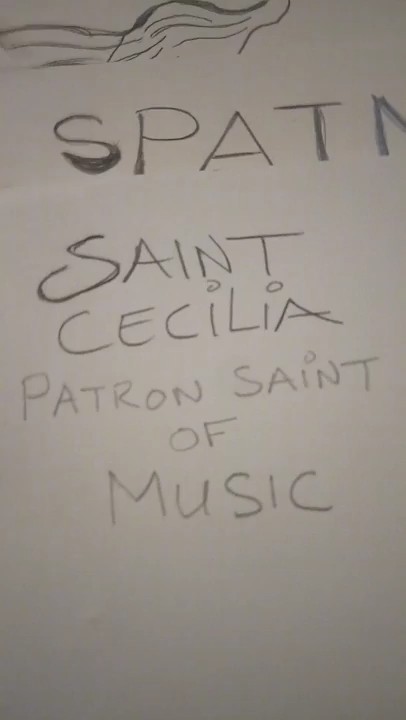 SPATN
SAINT
CECILIA
PATRON SAINT
OF
MUSIC